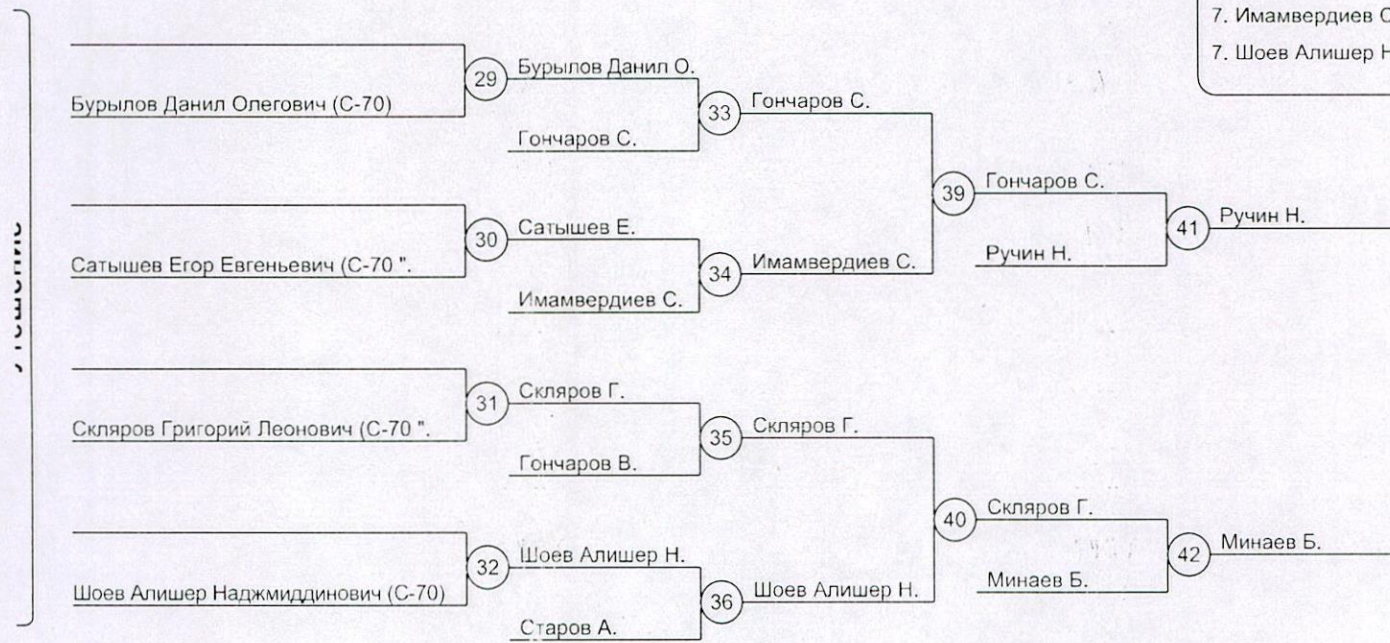 7. Имамвердиев С
7. Шоев Алишер Н
29
Бурылов Данил О.
Бурылов Данил Олегович (С-70)
33
Гончаров С.
Гончаров С.
39
Гончаров С.
30
Сатышев Е.
41
Ручин Н.
Сатышев Егор Евгеньевич (С-70 ".
34
Имамвердиев С.
Ручин Н.
Имамвердиев С.
31
Скляров Г.
Скляров Григорий Леонович (С-70 ".
35
Скляров Г.
Гончаров В.
40
Скляров Г.
32
Шоев Алишер Н.
42
Минаев Б.
Шоев Алишер Наджмиддинович (С-70)
36
Шоев Алишер Н.
Минаев Б.
Старов А.